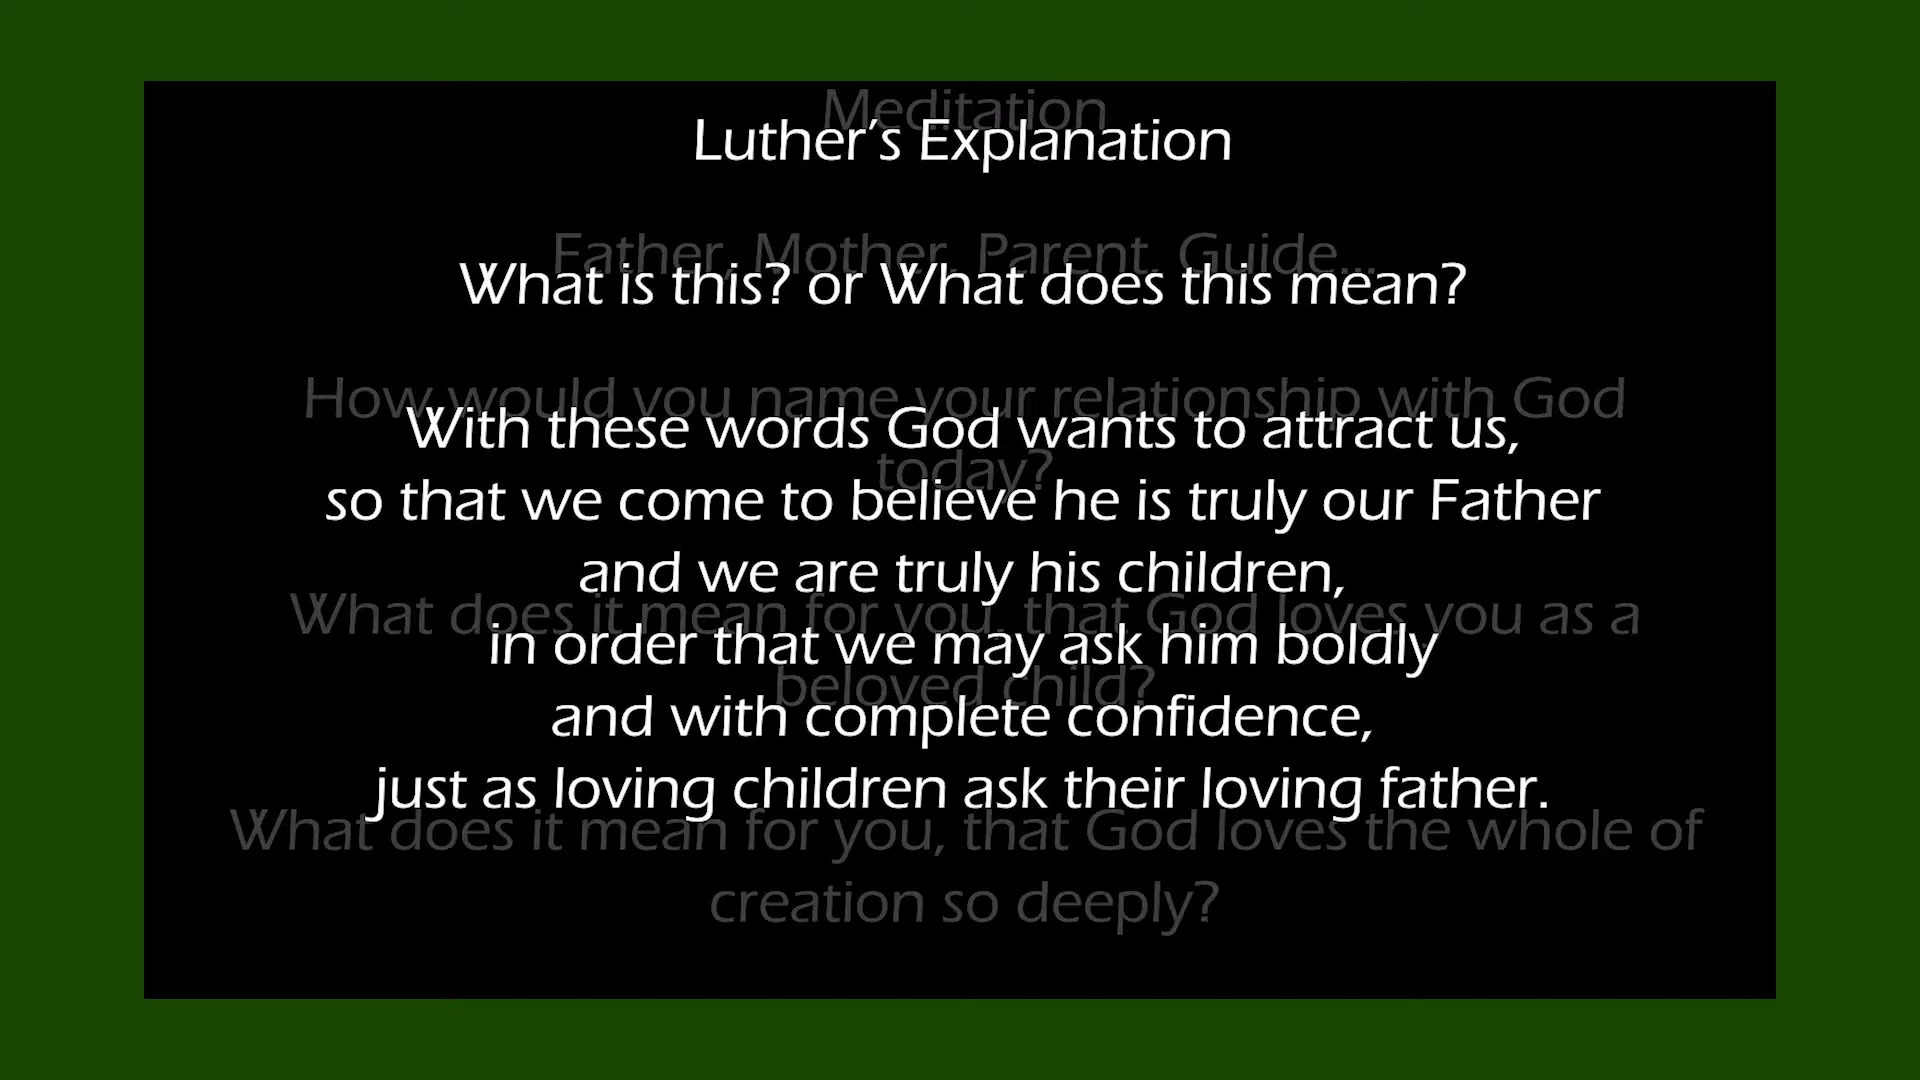 Meditation
Luther’s Explanation
Father, Mother, Parent, Guide...
What is this? or What does this mean?
How would you name your relationship with God
With these words God wants to attract us,
today?
so that we come to believe he is truly our Father
and we are truly his children,
What does it mean for you, that God loves you as a
in order that we may ask him boldly
beloved child?
and with complete confidence,
just as loving children ask their loving father.
What does it mean for you, that God loves the whole of
creation so deeply?